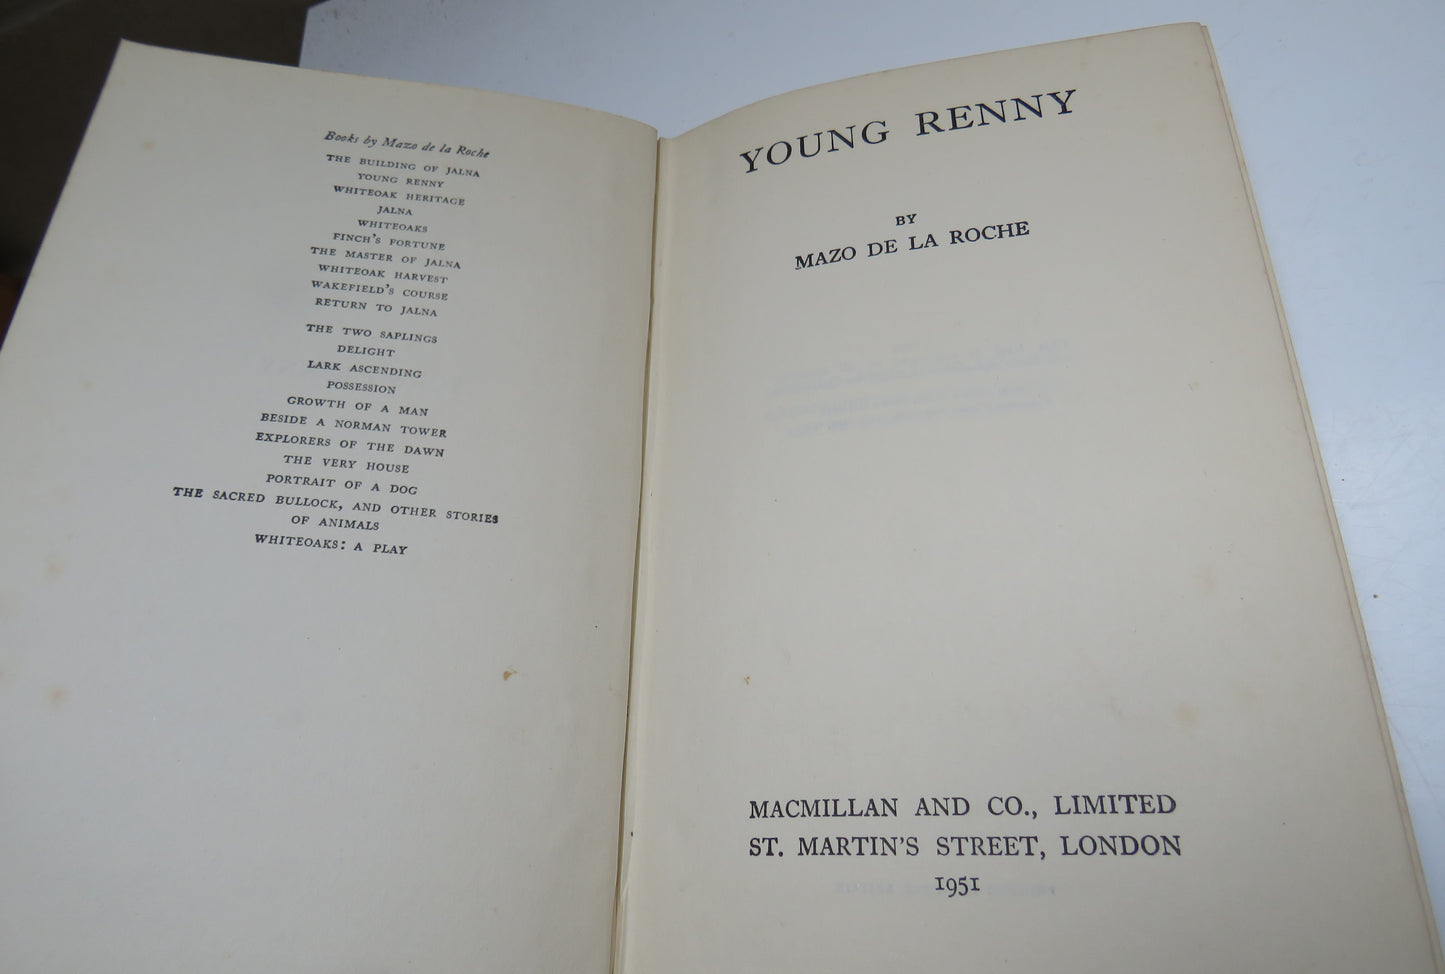 Books by Mazo de la Roche
THE BUILDING OF JALNA
YOUNG RENNY
WHITEOAK HERITAGE
JALNA
WHITEOAKS
FINCH'S FORTUNE
THE MASTER OF JALNA
WHITEOAK HARVEST
WAKEFIELD'S COURSE
RETURN TO JALNA
THE TWO SAPLINGS
DELIGHT
LARK ASCENDING
POSSESSION
GROWTH OF A MAN
BESIDE A NORMAN TOWER
EXPLORERS OF THE DAWN
THE VERY HOUSE
PORTRAIT OF A DOG
THE SACRED BULLOCK, AND OTHER STORIES
OF ANIMALS
WHITEOAKS: A PLAY
YOUNG RENNY
BY
MAZO DE LA ROCHE
MACMILLAN AND CO., LIMITED
ST. MARTIN'S STREET, LONDON
1951